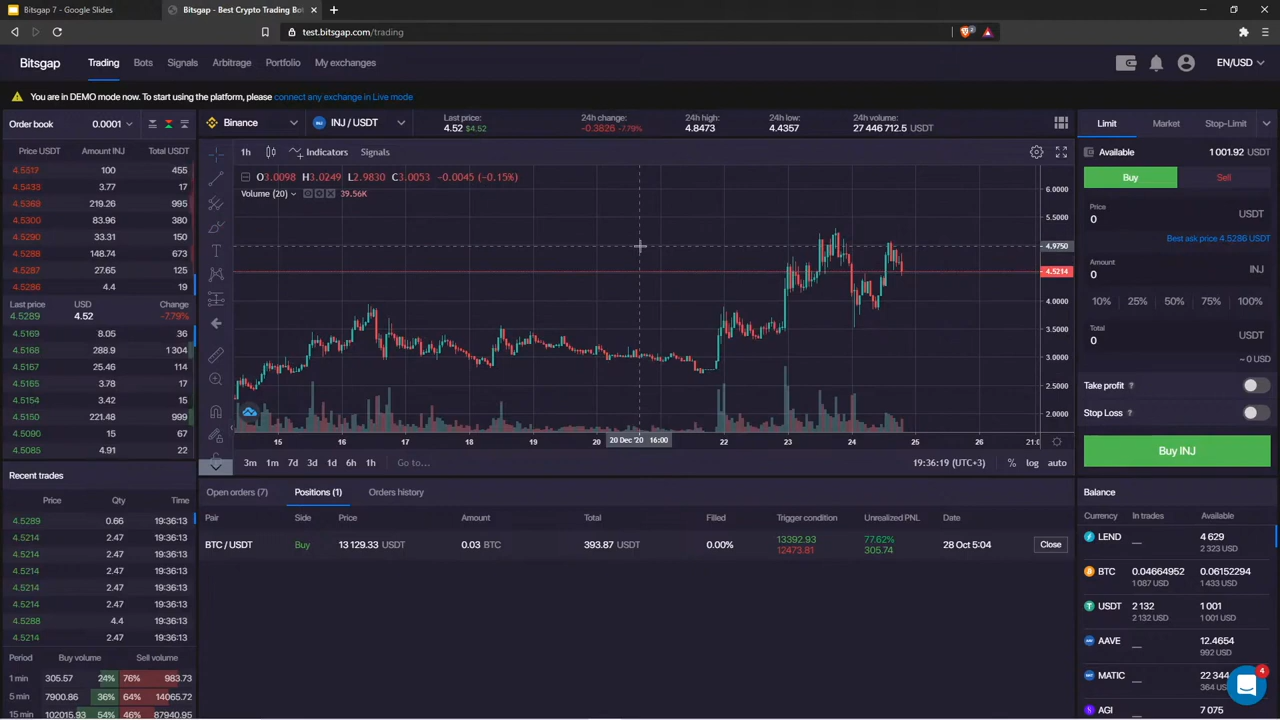 Bitsgap 7 - Google Slides
Bitsgap - Best Crypto Trading Bo
test.bitsgap.com/trading
2
Bitsgap Trading Bots Signals Arbitrage Portfolio My exchanges EN/USD
You are in DEMO mode now. To start using the platform, please connect any exchange in Live mode
Order book 0.0001
Price USDT Amount INJ Total USDT
4.5517 100 455
4.5433 3.77 17
4.5369 219.26 995
4.5300 83.96 380
4.5290 33.31 150
4.5288 148.74 673
4.5287 27.65 125
4.5286 4.4 19
Last price USD Change
4.5289 4.52 -7.79%
4.5169 8.05 36
4.5168 288.9 1304
4.5167 25.46 114
4.5165 3.78 17
4.5154 3.42 15
4.5150 221.48 999
4.5090 15 67
4.5085 4.91 22
Recent trades
Price Qty Time
4.5289 0.66 19:36:13
4.5214 2.47 19:36:13
4.5214 2.47 19:36:13
4.5214 2.47 19:36:13
4.5214 2.47 19:36:13
4.5214 2.47 19:36:13
4.5288 4.4 19:36:13
4.5214 2.47 19:36:13
Period Buy volume Sell volume
1 min 305.57 24% 76% 983.73
5 min 7900.86 36% 64% 14065.72
15 min 102015.93 54% 46% 87940.95
Binance INJ / USDT
Last price: 24h change: 24h high: 24h low: 24h volume:
4.52 $4.52 -0.3826 -7.79% 4.8473 4.4357 27 446 712.5 USDT
1h Indicators Signals
O3.0098 H3.0249 L2.9830 C3.0053 -0.0045 (-0.15%)
Volume (20) 39.56K
6.0000
5.5000
4.9750
4.5214
4.0000
3.5000
3.0000
2.5000
2.0000
15 16 17 18 19 20 20 Dec '20 16:00 22 23 24 25 26 21:0
3m 1m 7d 3d 1d 6h 1h Go to... 19:36:19 (UTC+3) % log auto
Open orders (7) Positions (1) Orders history
Pair Side Price Amount Total Filled Trigger condition Unrealized PNL Date
BTC / USDT Buy 13 129.33 USDT 0.03 BTC 393.87 USDT 0.00% 13392.93 77.62% 28 Oct 5:04 Close
12473.81 305.74
Limit Market Stop-Limit
Available 1 001.92 USDT
Buy Sell
Price
0 USDT
Best ask price 4.5286 USDT
Amount
0 INJ
10% 25% 50% 75% 100%
Total
0 USDT
~ 0 USD
Take profit ?
Stop Loss ?
Buy INJ
Balance
Currency In trades Available
LEND — 4 629
2 323 USD
BTC 0.04664952 0.06152294
1 087 USD 1 433 USD
USDT 2 132 1 001
2 132 USD 1 001 USD
AAVE — 12.4654
992 USD
MATIC — 22 344
364 USD
AGI 7 075
4